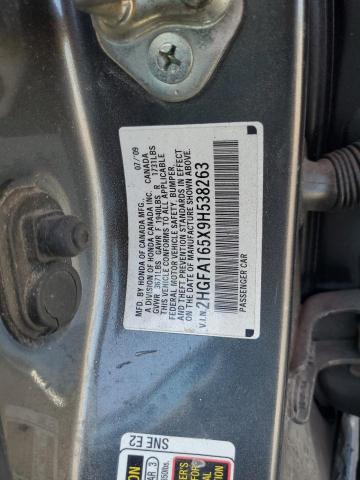 MFD. BY HONDA OF CANADA MFG., 07/'09
A DIVISION OF HONDA CANADA INC. CANADA
GVWR 3671LBS GAWR F 1940LBS R 1731LBS
THIS VEHICLE CONFORMS TO ALL APPLICABLE
FEDERAL MOTOR VEHICLE SAFETY, BUMPER,
AND THEFT PREVENTION STANDARDS IN EFFECT
ON THE DATE OF MANUFACTURE SHOWN ABOVE.
V.I.N. 2HGFA165X9H538263
PASSENGER CAR
SNE E2